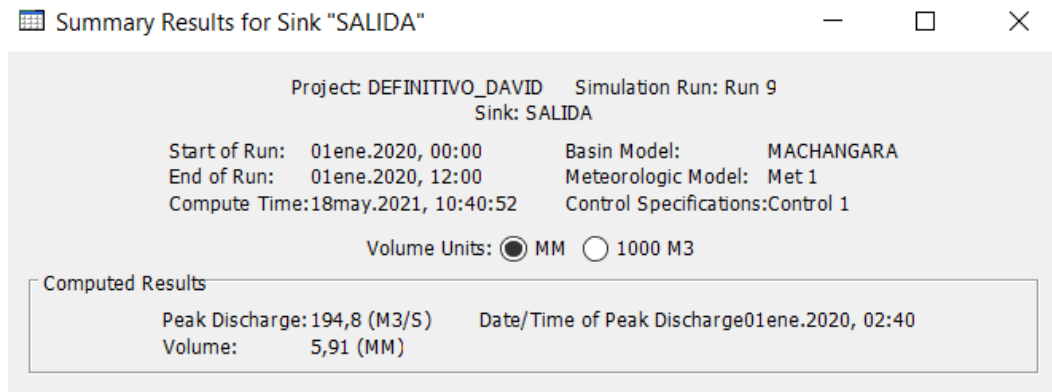 Summary Results for Sink "SALIDA"
Project: DEFINITIVO_DAVID Simulation Run: Run 9
Sink: SALIDA
Start of Run: 01ene.2020, 00:00 Basin Model: MACHANGARA
End of Run: 01ene.2020, 12:00 Meteorologic Model: Met 1
Compute Time:18may.2021, 10:40:52 Control Specifications:Control 1
Volume Units: MM 1000 M3
Computed Results
Peak Discharge: 194,8 (M3/S) Date/Time of Peak Discharge01ene.2020, 02:40
Volume: 5,91 (MM)